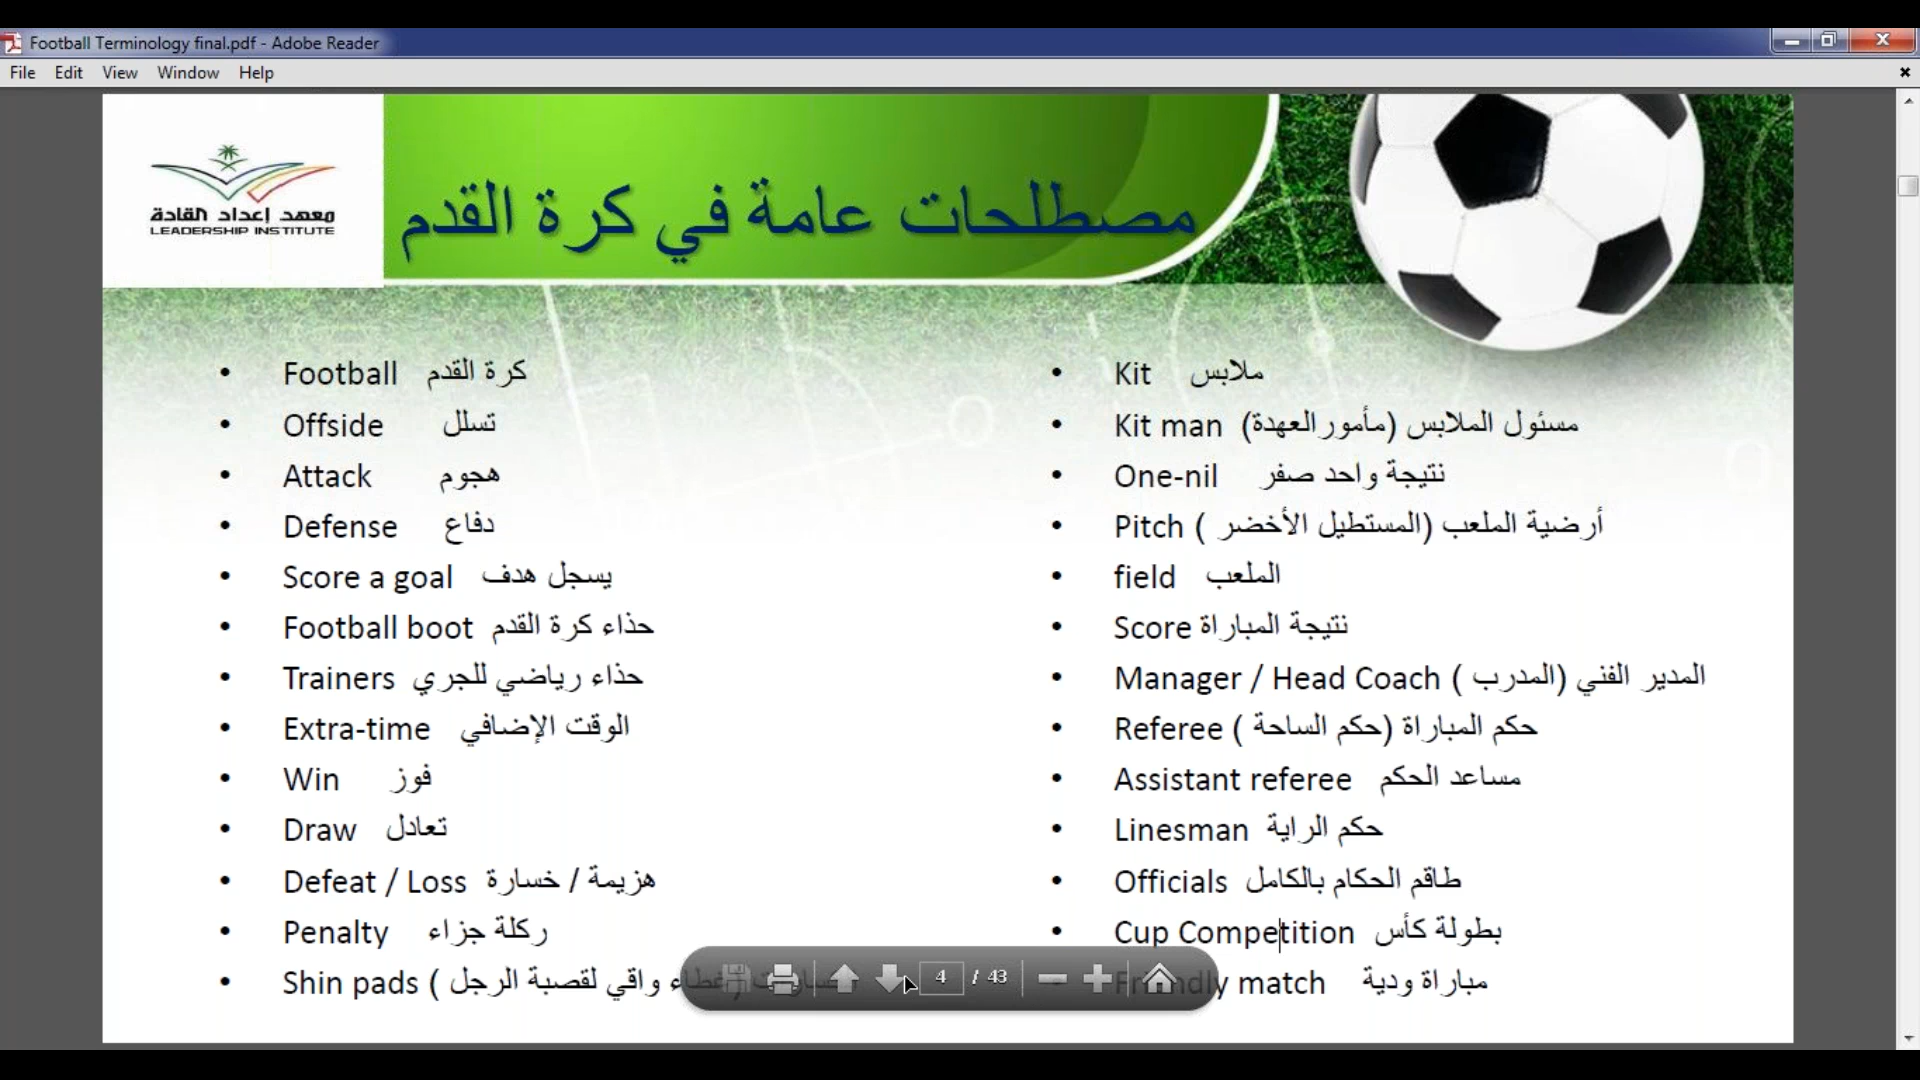 Football Terminology final.pdf - Adobe Reader
File Edit View Window Help
معهد إعداد القادة
LEADERSHIP INSTITUTE
مصطلحات عامة في كرة القدم
• Football كرة القدم
• Offside تسلل
• Attack هجوم
• Defense دفاع
• Score a goal يسجل هدف
• Football boot حذاء كرة القدم
• Trainers حذاء رياضي للجري
• Extra-time الوقت الإضافي
• Win فوز
• Draw تعادل
• Defeat / Loss هزيمة / خسارة
• Penalty ركلة جزاء
• Shin pads (غطاء واقي لقصبة الرجل
• Kit ملابس
• Kit man مسئول الملابس (مأمور العهدة)
• One-nil نتيجة واحد صفر
• Pitch أرضية الملعب (المستطيل الأخضر )
• field الملعب
• Score نتيجة المباراة
• Manager / Head Coach المدير الفني (المدرب )
• Referee حكم المباراة (حكم الساحة )
• Assistant referee مساعد الحكم
• Linesman حكم الراية
• Officials طاقم الحكام بالكامل
• Cup Competition بطولة كأس
• Friendly match مباراة ودية
4 / 43